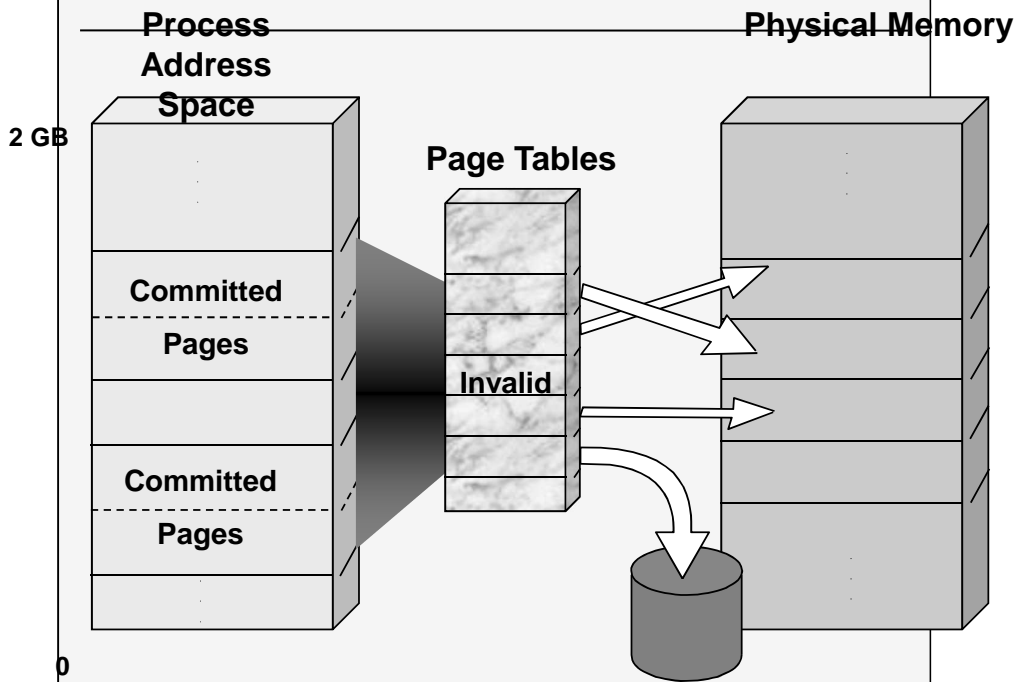 Process
Address
Space
Physical Memory
2 GB
Page Tables
Committed
Pages
Invalid
Committed
Pages
0